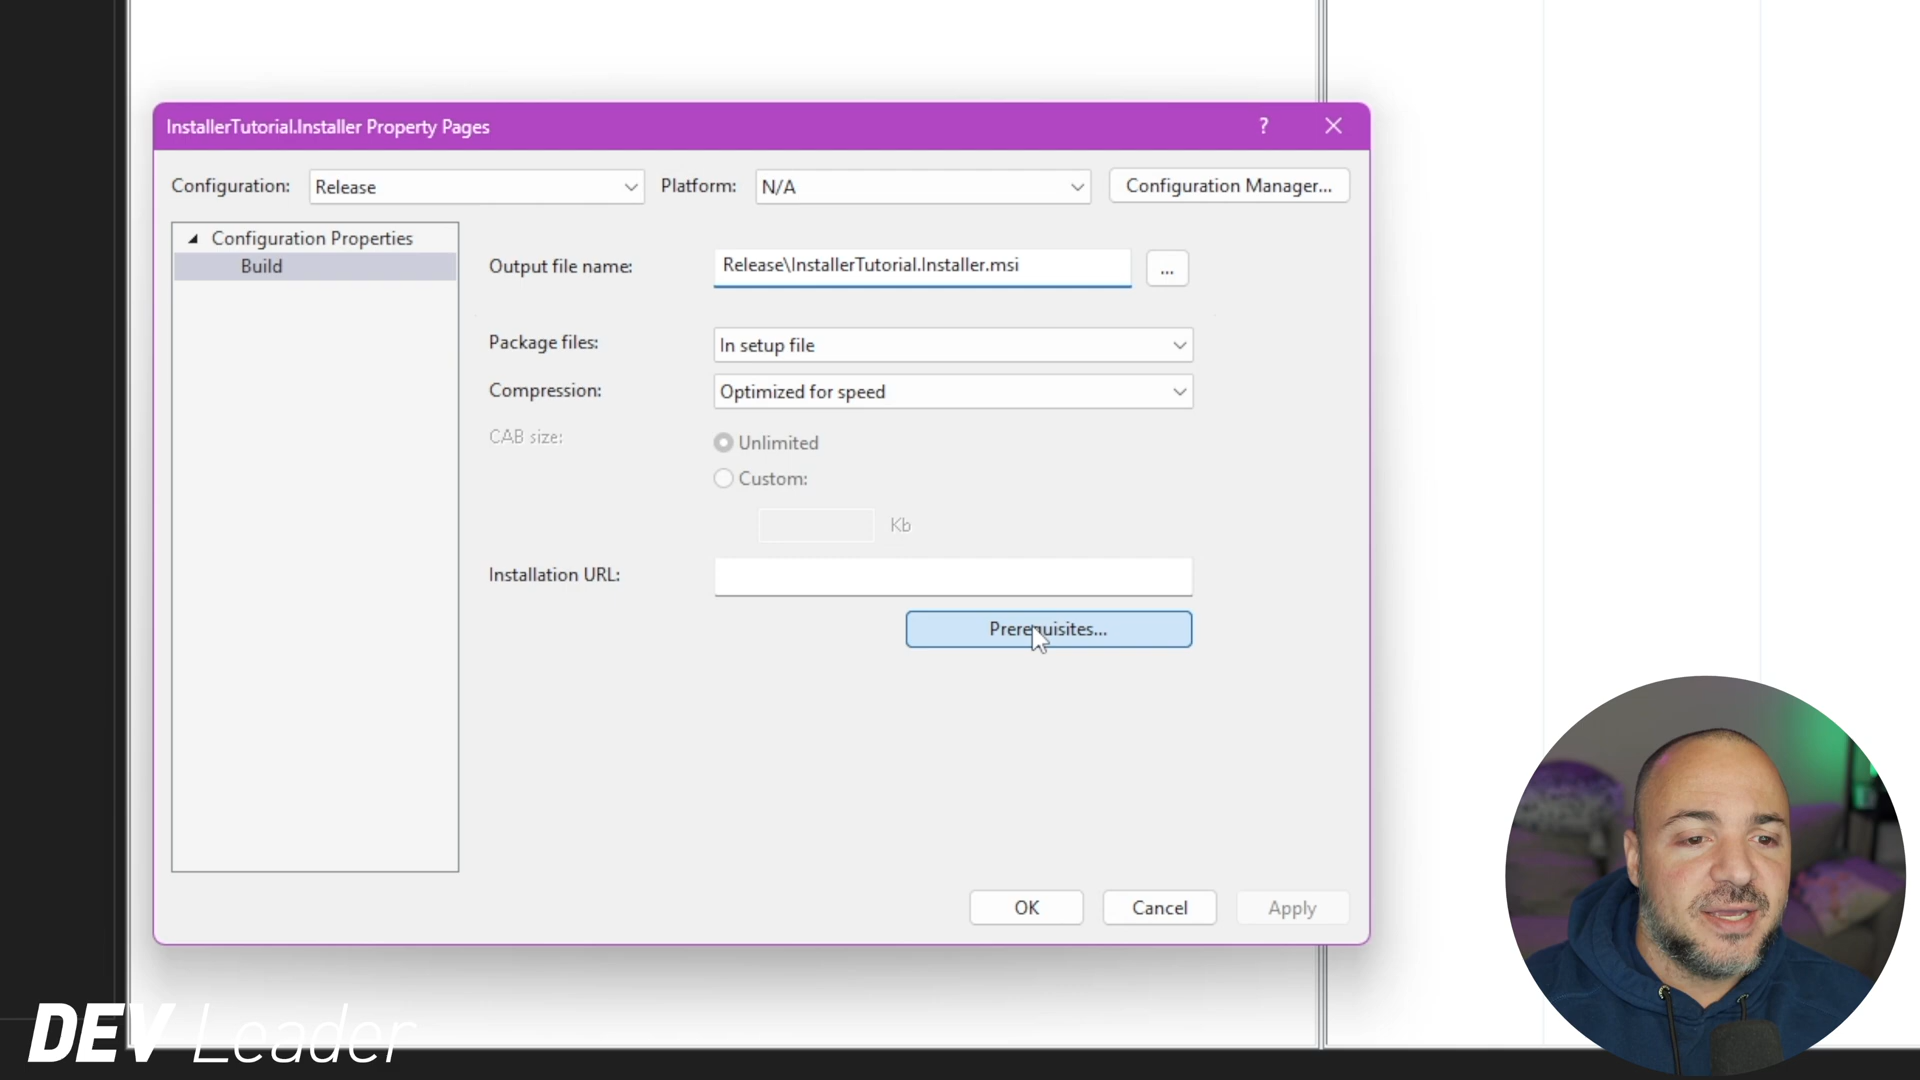 InstallerTutorial.Installer Property Pages ?
Configuration: Release Platform: N/A Configuration Manager...
Configuration Properties
Build
Output file name: Release\InstallerTutorial.Installer.msi ...
Package files: In setup file
Compression: Optimized for speed
CAB size: Unlimited
Custom:
Kb
Installation URL:
Prerequisites...
OK Cancel Apply
DEV Leader